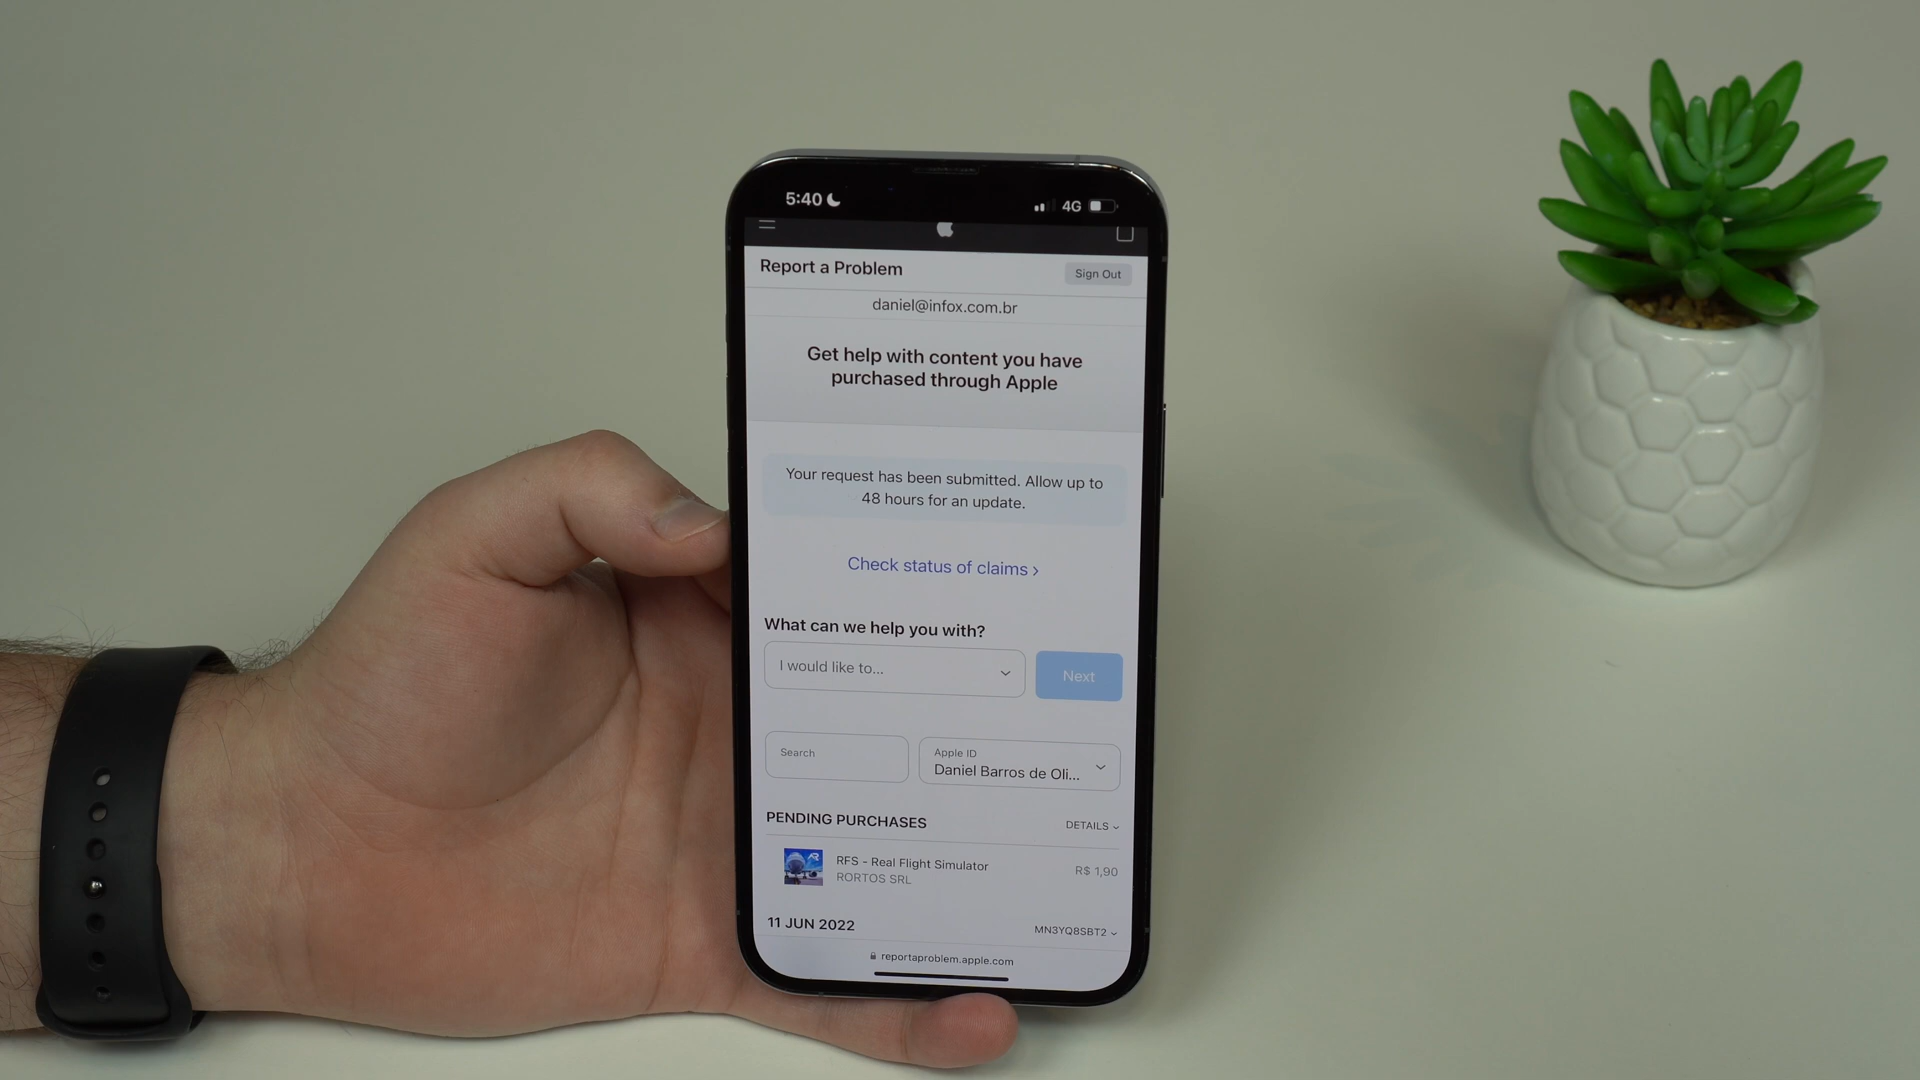 5:40
4G
Report a Problem
Sign Out
daniel@infox.com.br
Get help with content you have
purchased through Apple
Your request has been submitted. Allow up to
48 hours for an update.
Check status of claims >
What can we help you with?
I would like to...
Next
Search
Apple ID
Daniel Barros de Oli...
PENDING PURCHASES
DETAILS
RFS - Real Flight Simulator
R$ 1,90
RORTOS SRL
11 JUN 2022
MN3YQ8SBT2
reportaproblem.apple.com